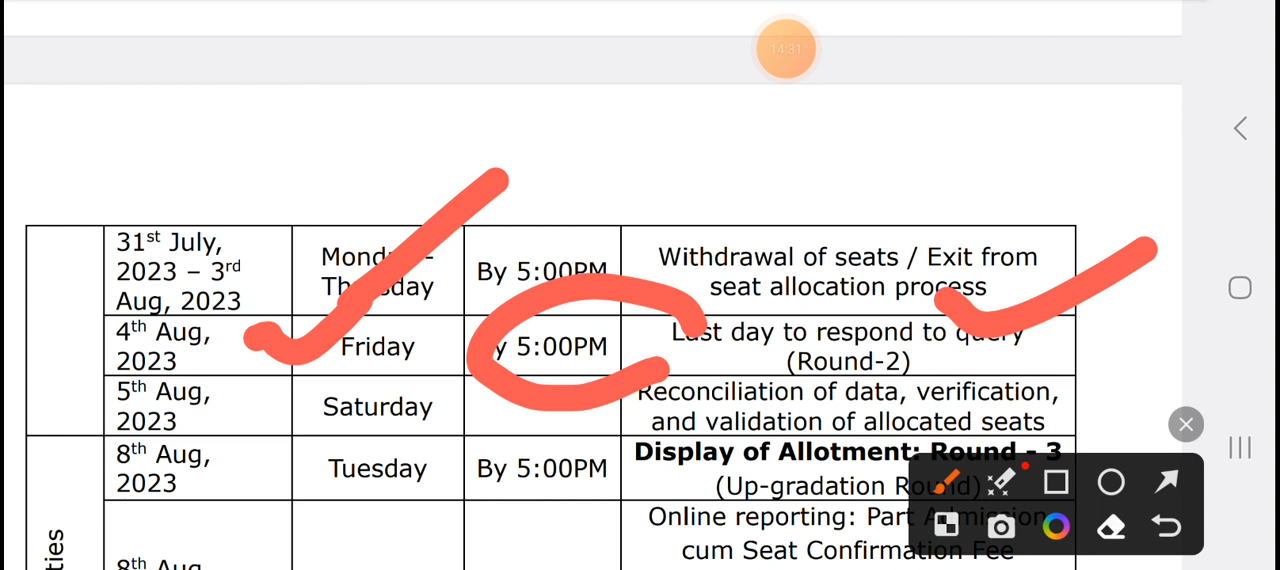 14:31
31st July,
2023 – 3rd
Aug, 2023
Monday –
Thursday
By 5:00PM
Withdrawal of seats / Exit from
seat allocation process
4th Aug,
2023
Friday
By 5:00PM
Last day to respond to query
(Round-2)
5th Aug,
2023
Saturday
Reconciliation of data, verification,
and validation of allocated seats
8th Aug,
2023
Tuesday
By 5:00PM
Display of Allotment: Round - 3
(Up-gradation Round)
ties
8th Aug
Online reporting: Part Admission
cum Seat Confirmation Fee